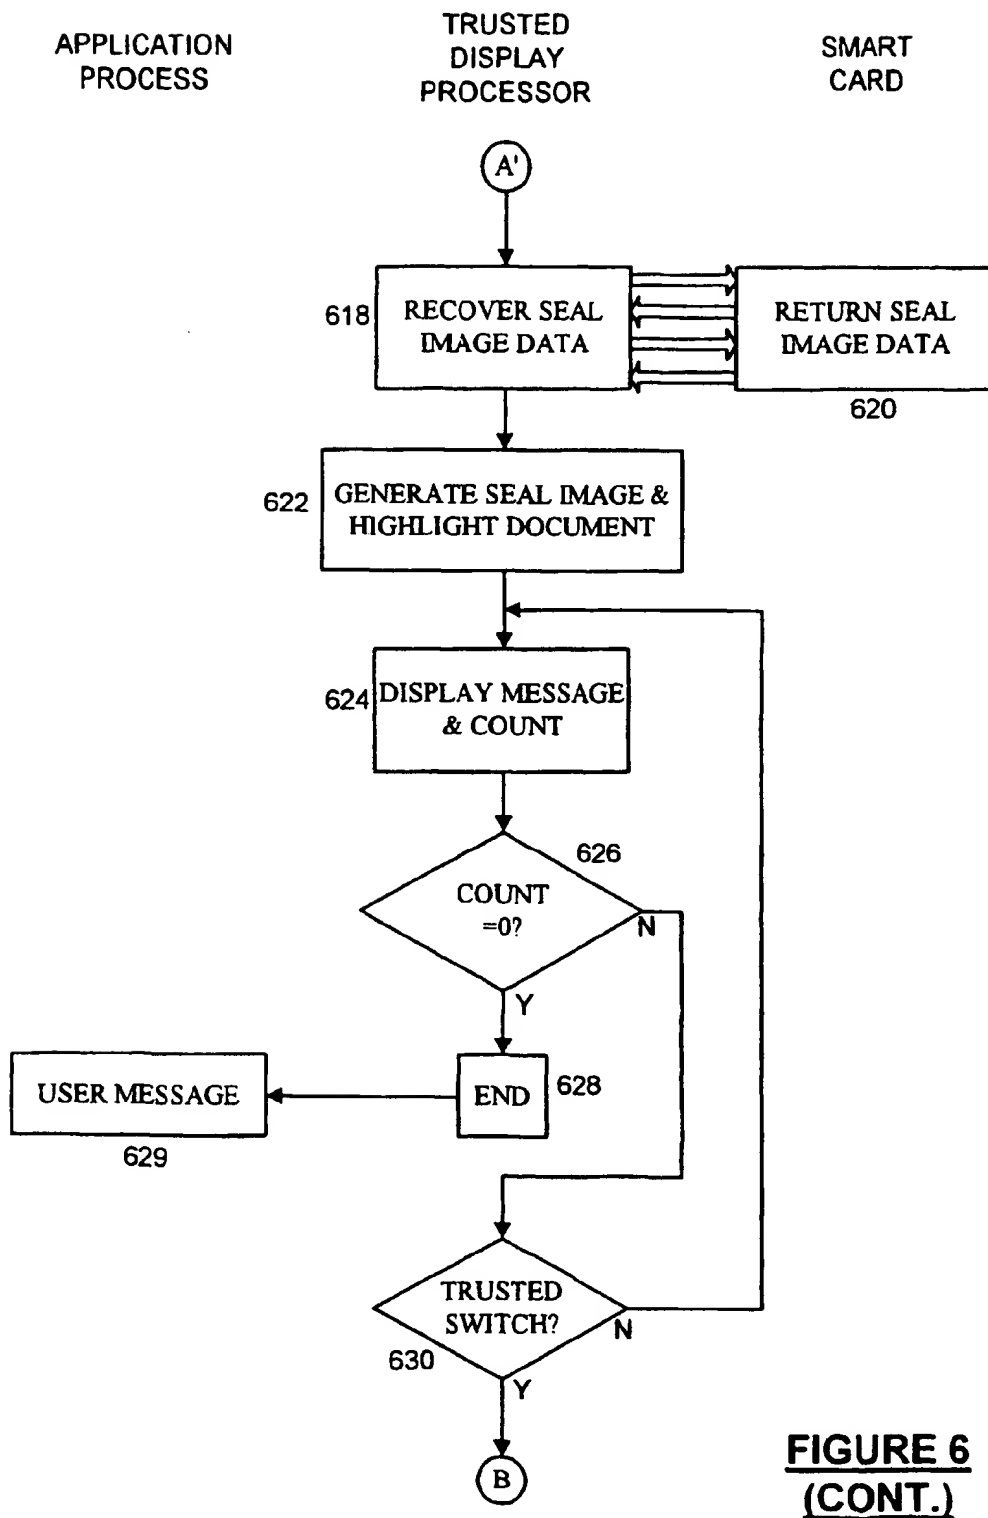 APPLICATION
PROCESS
TRUSTED
DISPLAY
PROCESSOR
SMART
CARD
A'
618
RECOVER SEAL
IMAGE DATA
RETURN SEAL
IMAGE DATA
620
622
GENERATE SEAL IMAGE &
HIGHLIGHT DOCUMENT
624
DISPLAY MESSAGE
& COUNT
626
COUNT
=0?
N
Y
USER MESSAGE
629
END
628
TRUSTED
SWITCH?
N
630
Y
B
FIGURE 6
(CONT.)